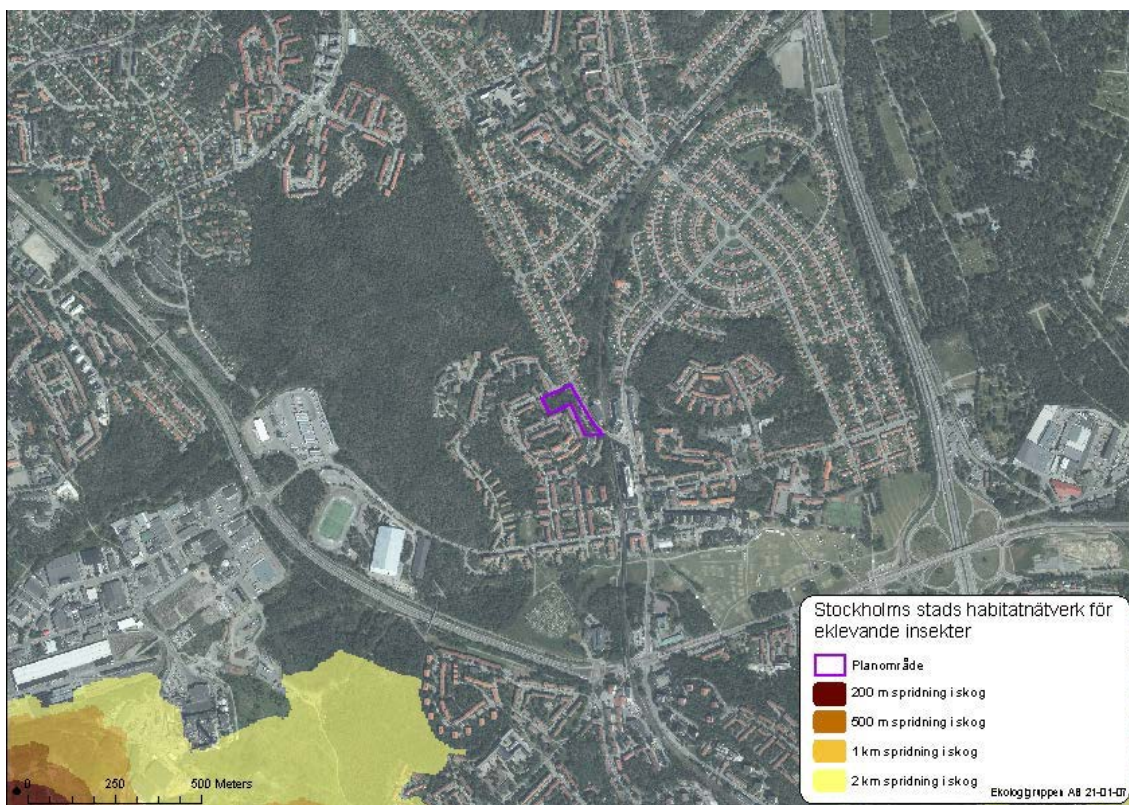 Stockholms stads habitatnätverk för
eklevande insekter
Planområde
200 m spridning i skog
500 m spridning i skog
1 km spridning i skog
2 km spridning i skog
Ekologgruppen AB 21-01-07
0 250 500 Meters